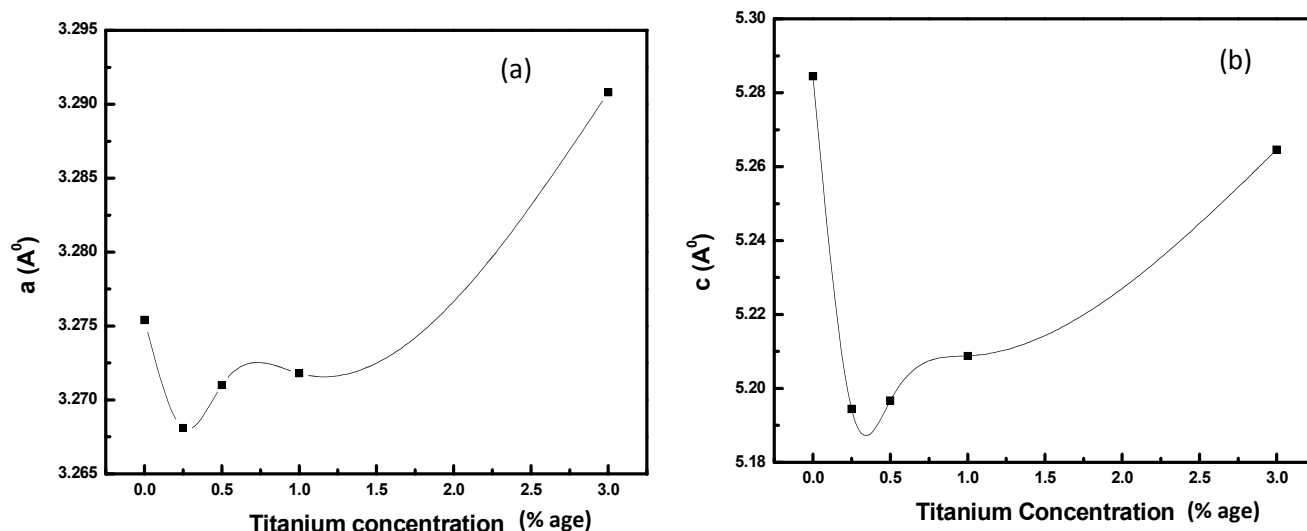 (a)
3.295
3.290
3.285
3.280
3.275
3.270
3.265
a (A⁰)
0.0 0.5 1.0 1.5 2.0 2.5 3.0
Titanium concentration (% age)
(b)
5.30
5.28
5.26
5.24
5.22
5.20
5.18
c (A⁰)
0.0 0.5 1.0 1.5 2.0 2.5 3.0
Titanium Concentration (% age)